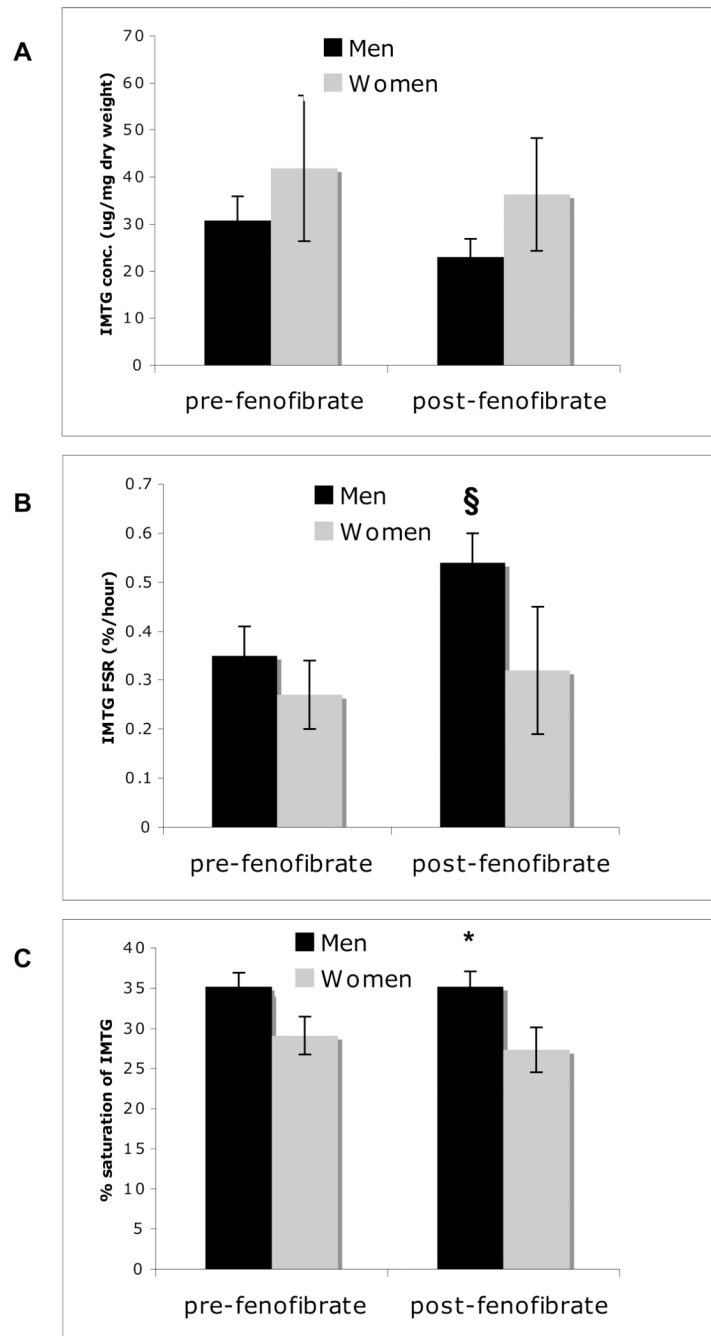 A
IMTG conc. (ug/mg dry weight)
70
60
50
40
30
20
10
0
Men
Women
pre-fenofibrate post-fenofibrate
B
IMTG FSR (%/hour)
0.7
0.6
0.5
0.4
0.3
0.2
0.1
0
Men
Women
§
pre-fenofibrate post-fenofibrate
C
% saturation of IMTG
40
35
30
25
20
15
10
5
0
Men
Women
*
pre-fenofibrate post-fenofibrate